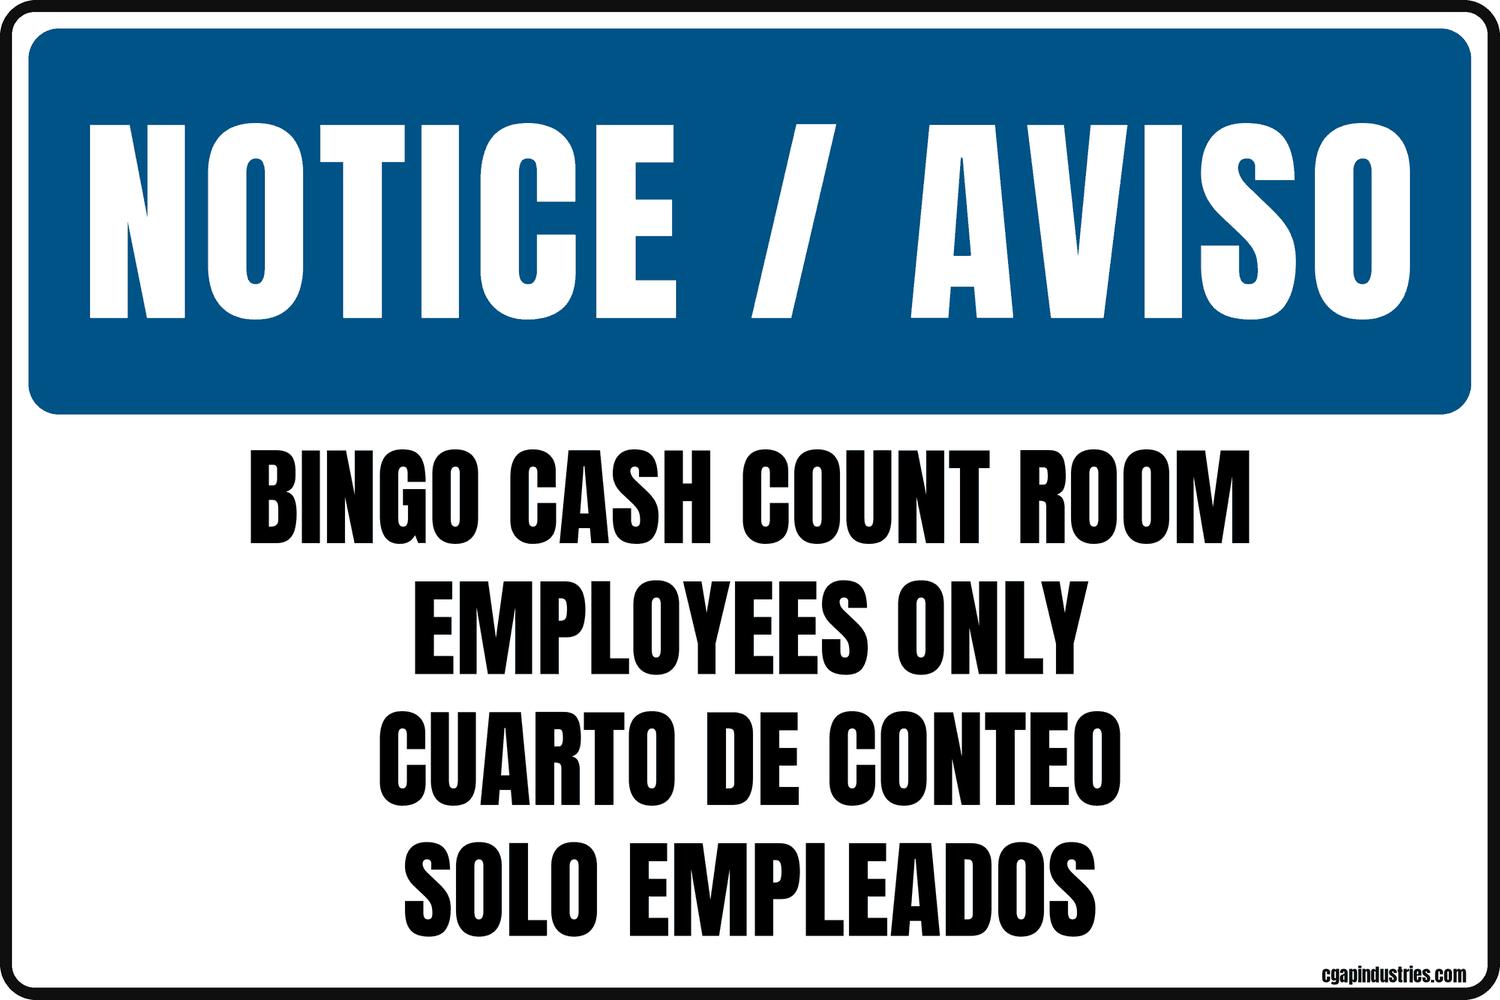 NOTICE / AVISO
BINGO CASH COUNT ROOM
EMPLOYEES ONLY
CUARTO DE CONTEO
SOLO EMPLEADOS
cgapindustries.com